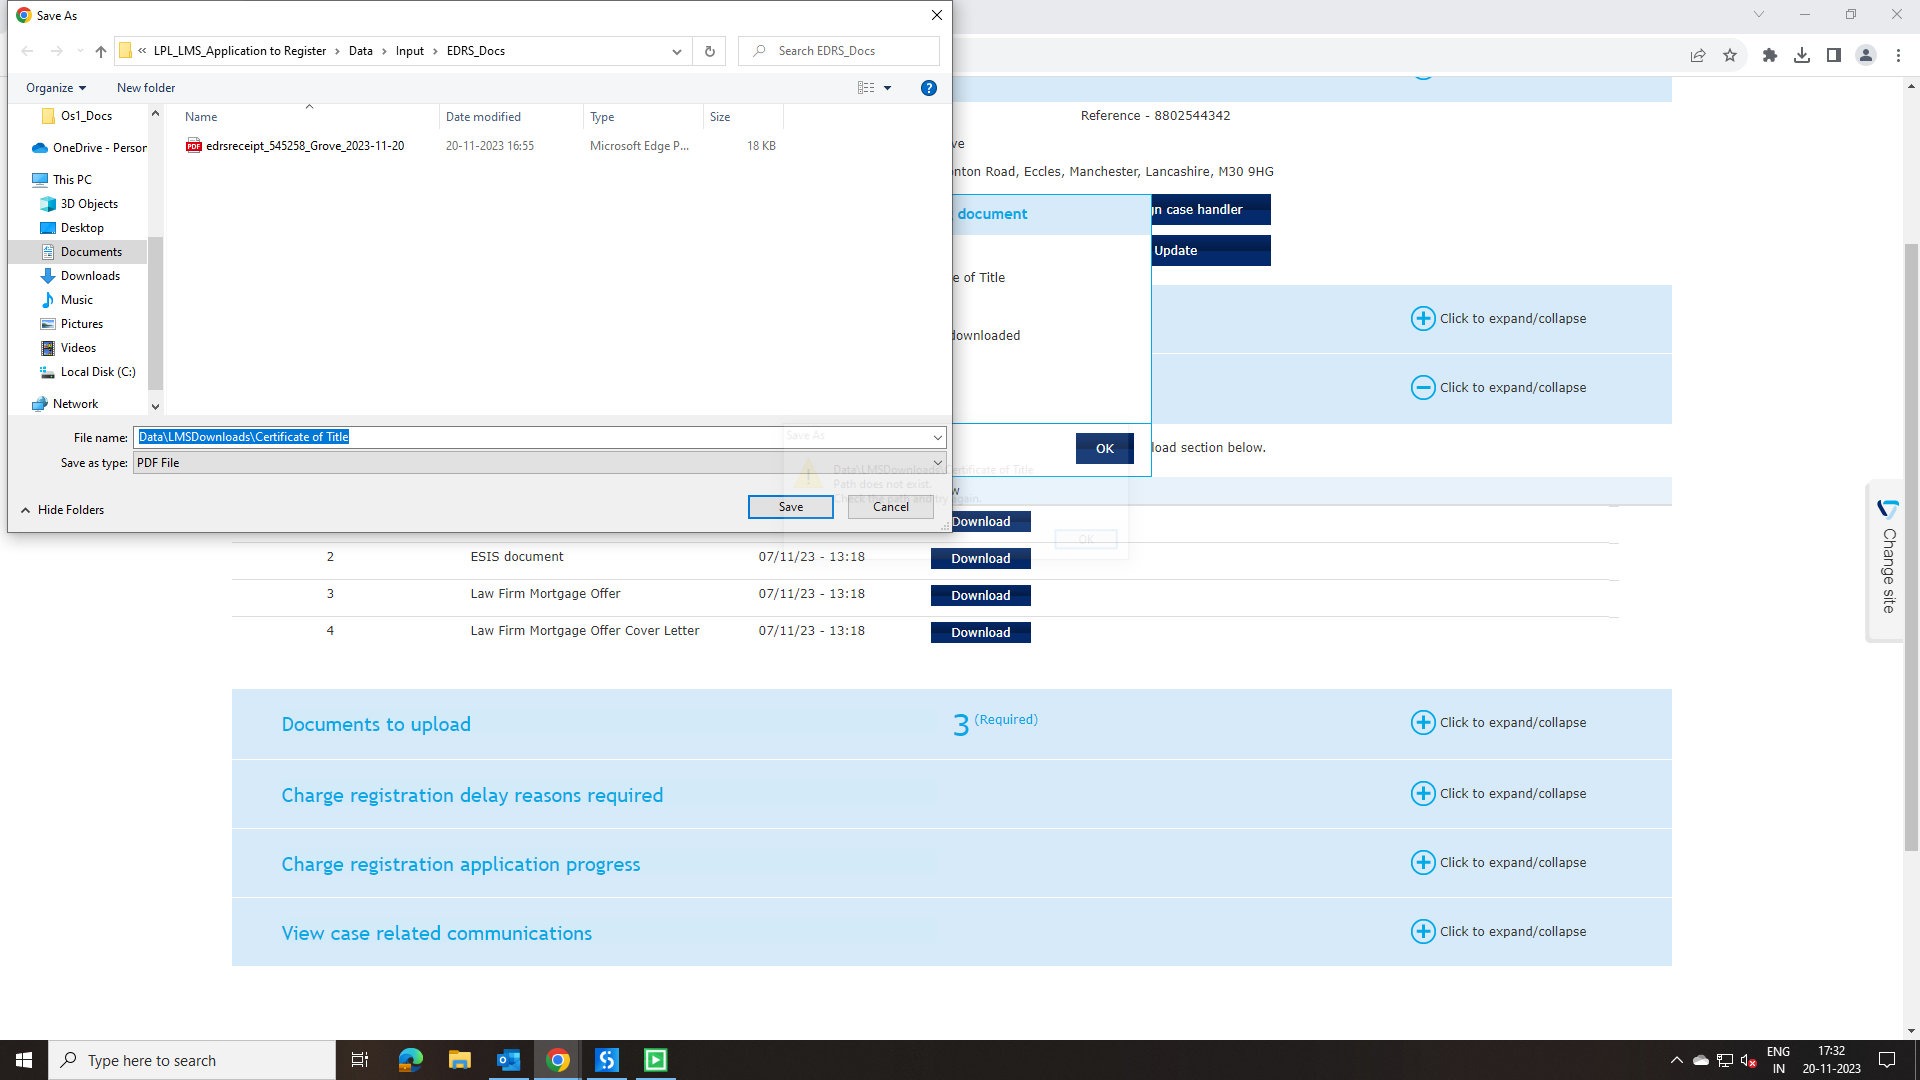 Save As
« LPL_LMS_Application to Register > Data > Input > EDRS_Docs
Search EDRS_Docs
Organize
New folder
Os1_Docs
OneDrive - Person
This PC
3D Objects
Desktop
Documents
Downloads
Music
Pictures
Videos
Local Disk (C:)
Network
Name Date modified Type Size
edrsreceipt_545258_Grove_2023-11-20 20-11-2023 16:55 Microsoft Edge P... 18 KB
File name: Data\LMSDownloads\Certificate of Title
Save as type: PDF File
Hide Folders
Save
Cancel
Save As
Data\LMSDownloads\Certificate of Title
Path does not exist.
Check the path and try again.
OK
Reference - 8802544342
ve
nton Road, Eccles, Manchester, Lancashire, M30 9HG
document
gn case handler
Update
e of Title
downloaded
OK
Click to expand/collapse
Click to expand/collapse
load section below.
w
Download
2 ESIS document 07/11/23 - 13:18 Download
3 Law Firm Mortgage Offer 07/11/23 - 13:18 Download
4 Law Firm Mortgage Offer Cover Letter 07/11/23 - 13:18 Download
Documents to upload 3 (Required) Click to expand/collapse
Charge registration delay reasons required Click to expand/collapse
Charge registration application progress Click to expand/collapse
View case related communications Click to expand/collapse
Change site
Type here to search
ENG
IN
17:32
20-11-2023